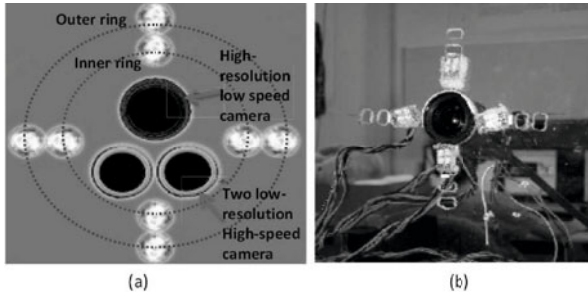 Outer ring
Inner ring
High-
resolution
low speed
camera
Two low-
resolution
High-speed
camera
(a)
(b)